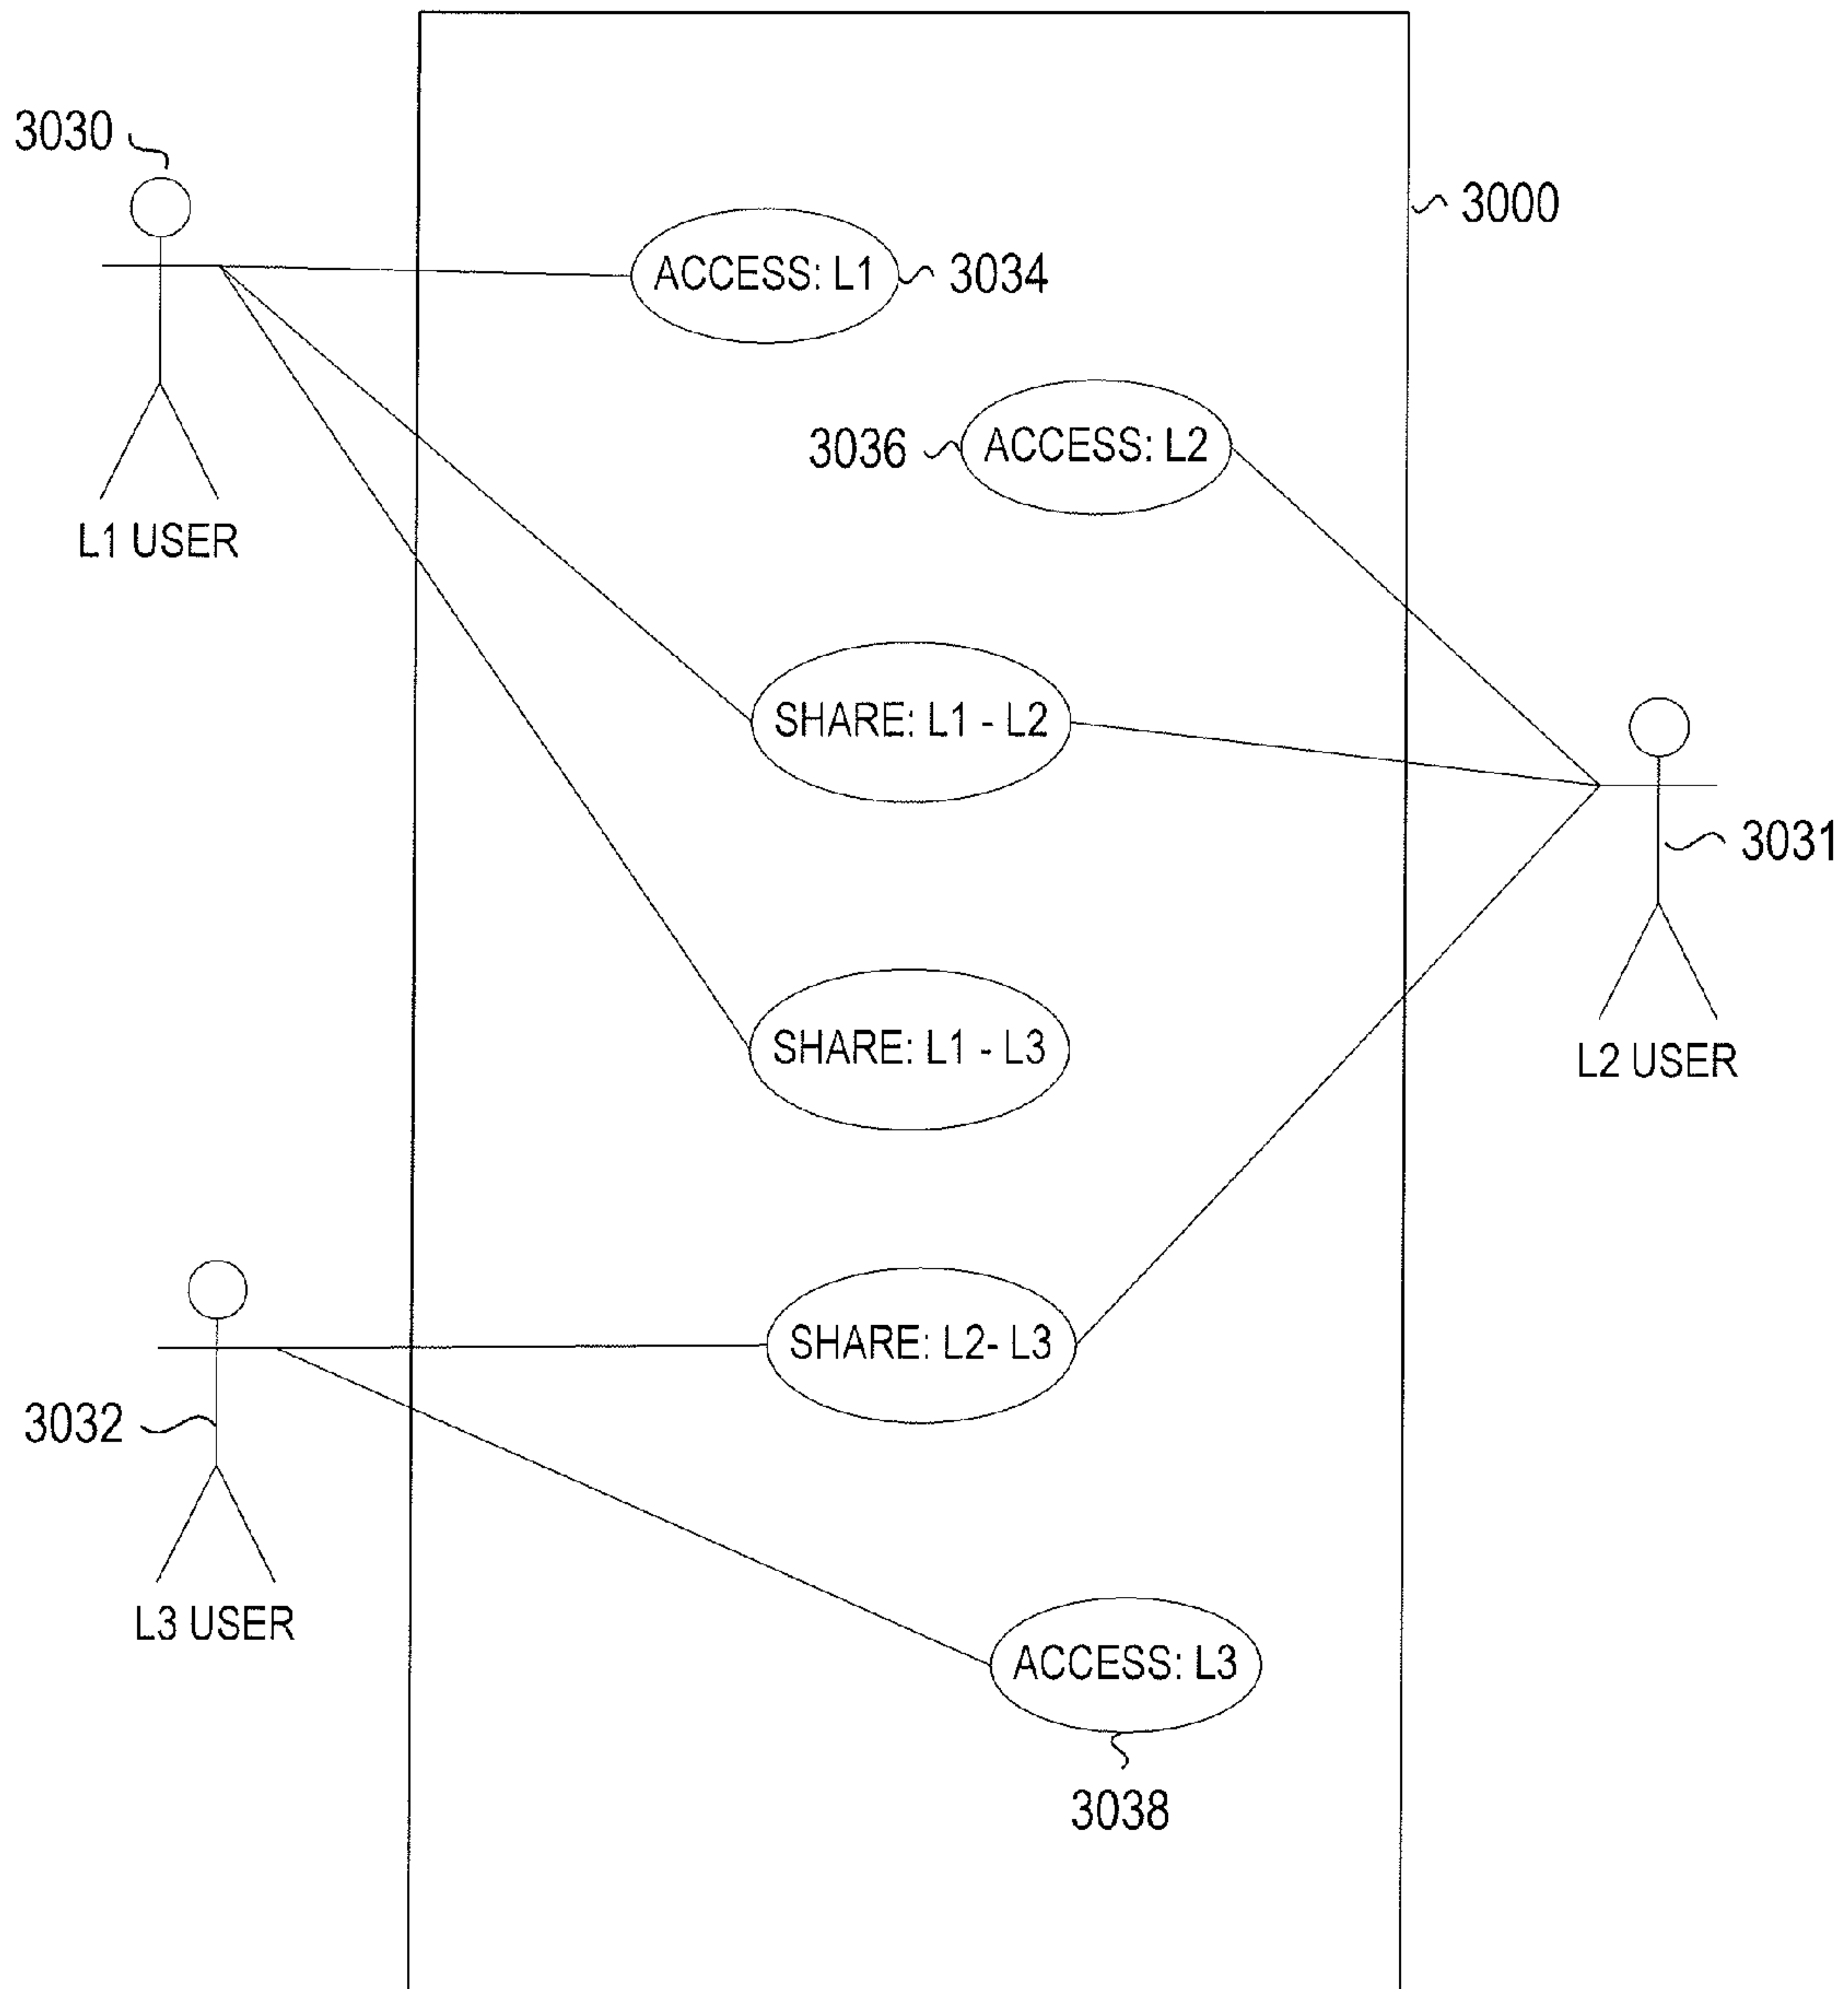 3030
3000
ACCESS: L1
3034
3036
ACCESS: L2
L1 USER
SHARE: L1 - L2
3031
SHARE: L1 - L3
L2 USER
SHARE: L2- L3
3032
L3 USER
ACCESS: L3
3038